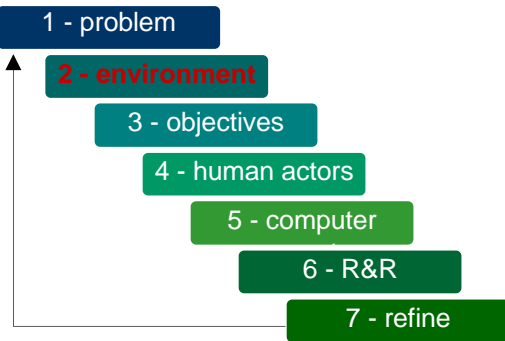 1 - problem
2 - environment
3 - objectives
4 - human actors
5 - computer
6 - R&R
7 - refine